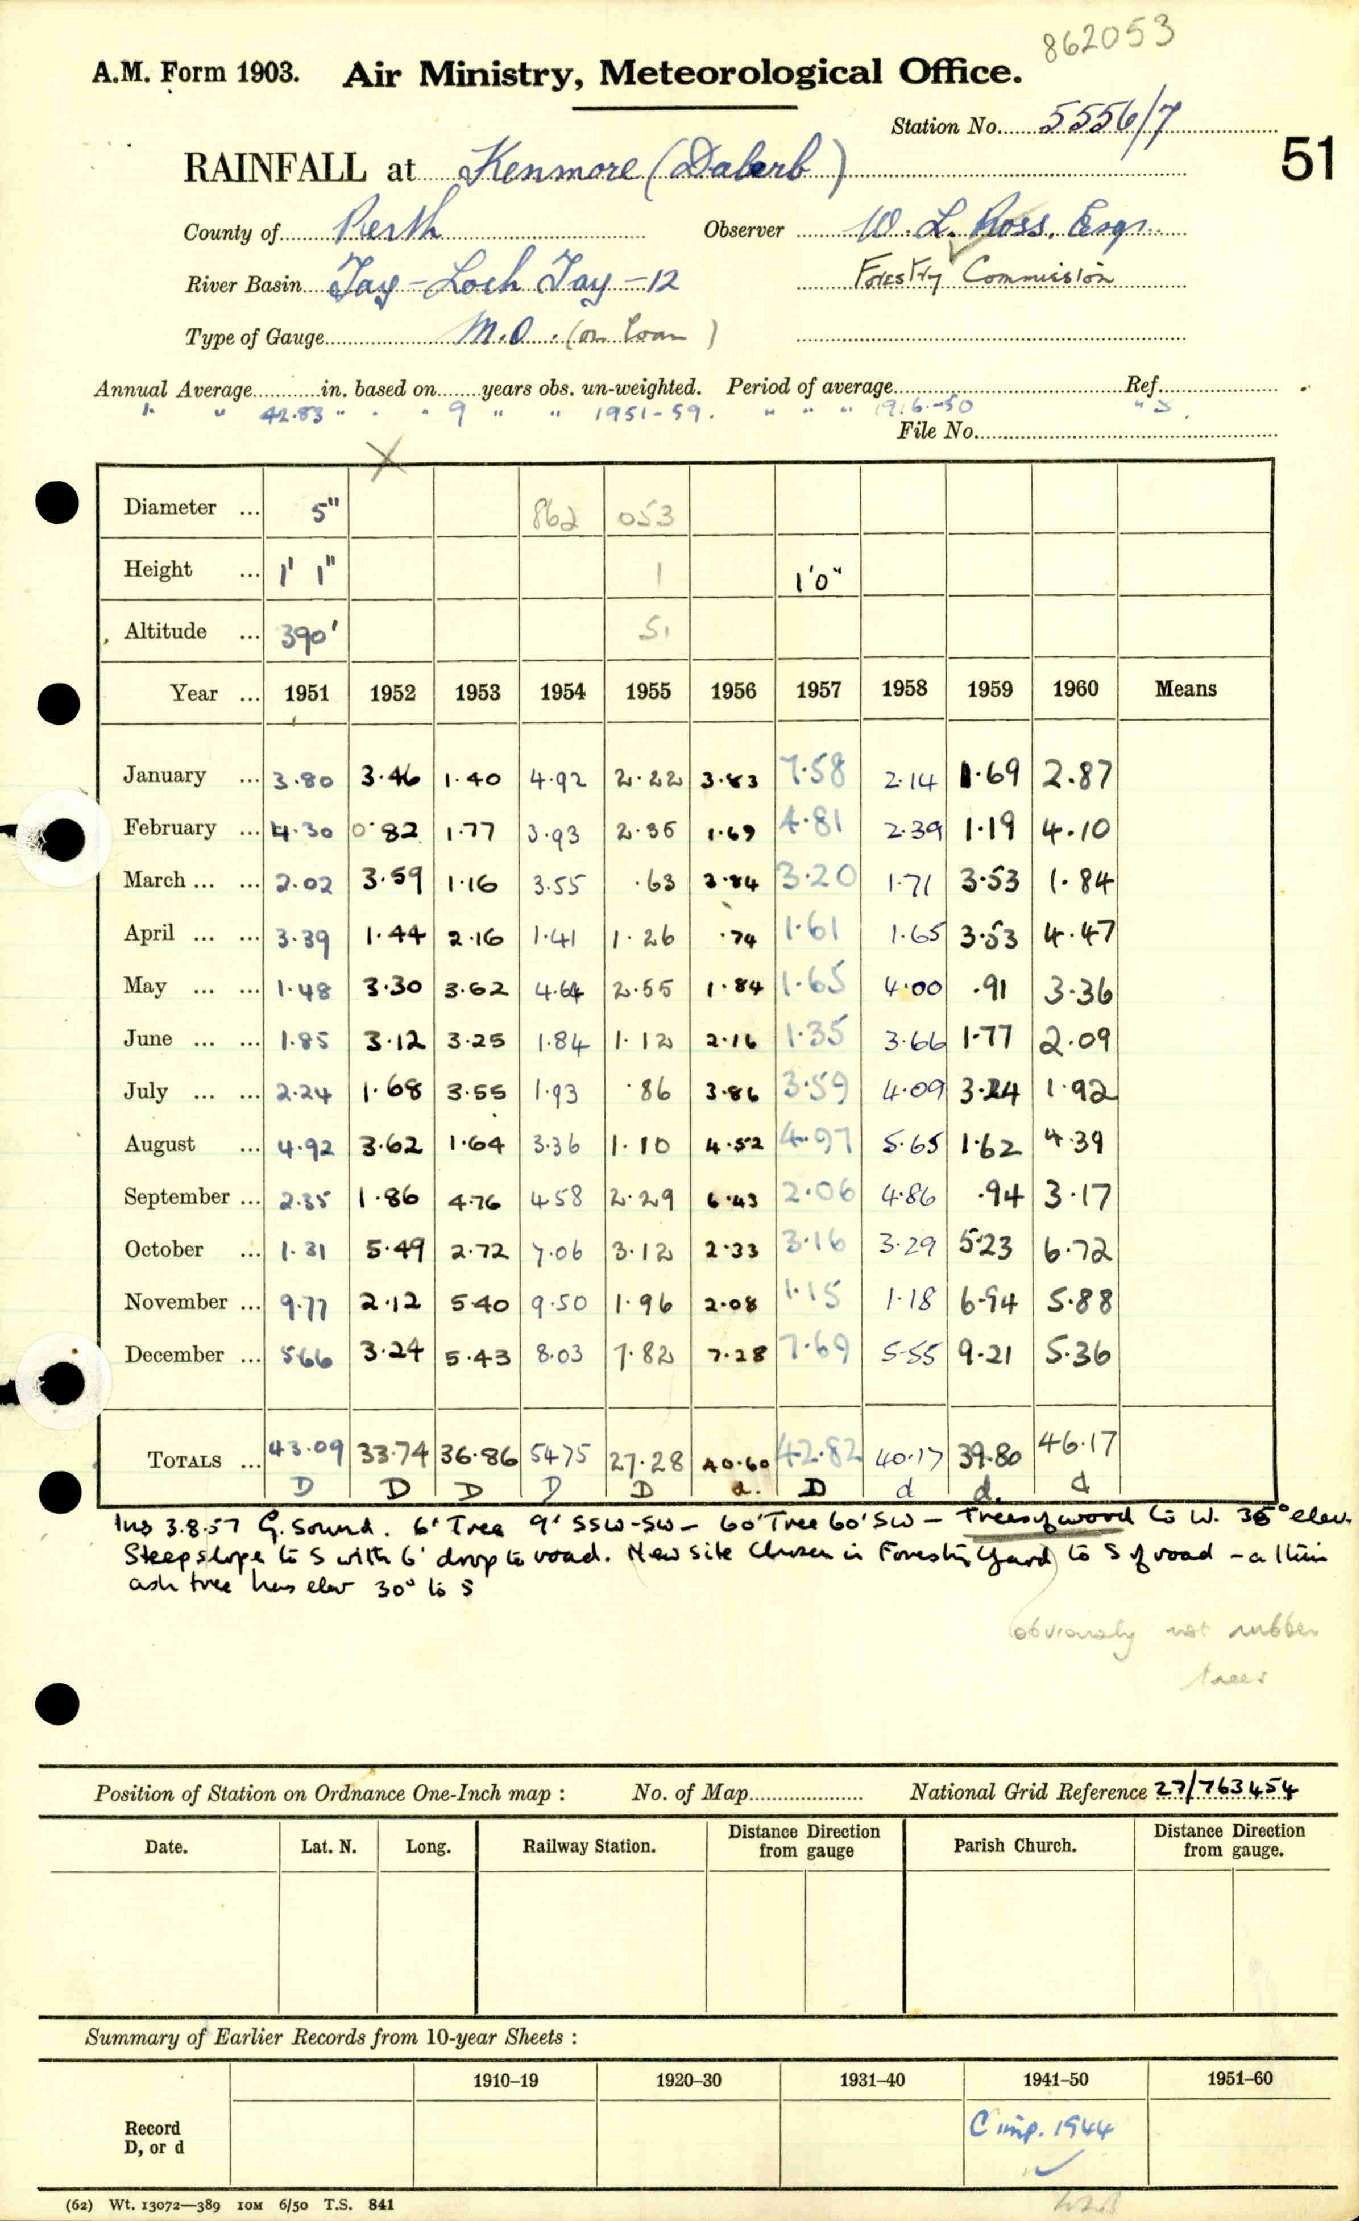 862053
A.M. Form 1903. Air Ministry, Meteorological Office.
Station No. 5556/7
51
RAINFALL at Kenmore (Dalerb)
County of Perth Observer W. L. Ross. Esqr.
River Basin Tay - Loch Tay - 12 Forestry Commission
Type of Gauge M.O. (on loan)
Annual Average in. based on years obs. un-weighted. Period of average Ref.
" " 42.83 " " " 9 " " 1951-59. " " " 1916-50 "
File No.
Diameter ... 5" 862 053
Height ... 1' 1" 1 1'0"
Altitude ... 390' 51
Year ... 1951 1952 1953 1954 1955 1956 1957 1958 1959 1960 Means
January ... 3.80 3.46 1.40 4.92 2.22 3.83 7.58 2.14 1.69 2.87
February ... 4.30 0.82 1.77 3.93 2.35 1.69 4.81 2.39 1.19 4.10
March ... ... 2.02 3.59 1.16 3.55 .63 3.84 3.20 1.71 3.53 1.84
April ... ... 3.39 1.44 2.16 1.41 1.26 .74 1.61 1.65 3.53 4.47
May ... ... 1.48 3.30 3.62 4.64 2.55 1.84 1.65 4.00 .91 3.36
June ... ... 1.85 3.12 3.25 1.84 1.12 2.16 1.35 3.66 1.77 2.09
July ... ... 2.24 1.68 3.55 1.93 .86 3.86 3.59 4.09 3.24 1.92
August ... 4.92 3.62 1.64 3.36 1.10 4.52 4.97 5.65 1.62 4.39
September ... 2.35 1.86 4.76 4.58 2.29 6.43 2.06 4.86 .94 3.17
October ... 1.31 5.49 2.72 7.06 3.12 2.33 3.16 3.29 5.23 6.72
November ... 9.77 2.12 5.40 9.50 1.96 2.08 1.15 1.18 6.94 5.88
December ... 5.66 3.24 5.43 8.03 7.82 7.28 7.69 5.55 9.21 5.36
TOTALS ... 43.09 33.74 36.86 54.75 27.28 40.60 42.82 40.17 39.80 46.17
D D D D D a. D d d. d
Ins 3.8.57 G. Sound. 6' Tree 9' SSW-SW - 60' Tree 60' SW - Trees of wood to W. 35° elev.
Steep slope to S with 6' drop to road. New site chosen in Forestry Yard to S of road - a thin
ash tree has elev 30° to S
obviously not rubber
trees
Position of Station on Ordnance One-Inch map : No. of Map National Grid Reference 27/763454
Date. Lat. N. Long. Railway Station. Distance Direction from gauge Parish Church. Distance Direction from gauge.
Summary of Earlier Records from 10-year Sheets :
1910–19 1920–30 1931–40 1941–50 1951–60
Record
D, or d
C imp. 1944
(62) Wt. 13072—389 10M 6/50 T.S. 841